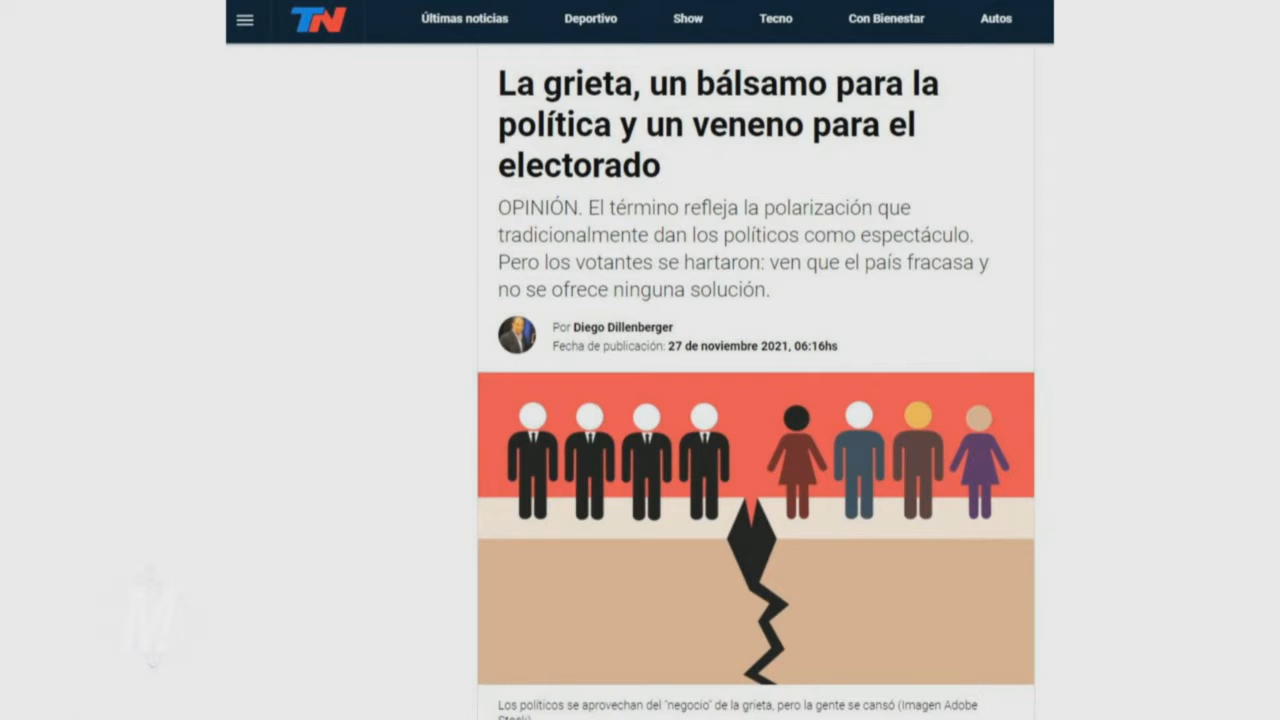 TN
Últimas noticias
Deportivo
Show
Tecno
Con Bienestar
Autos
La grieta, un bálsamo para la
política y un veneno para el
electorado
OPINIÓN. El término refleja la polarización que
tradicionalmente dan los políticos como espectáculo.
Pero los votantes se hartaron: ven que el país fracasa y
no se ofrece ninguna solución.
Por Diego Dillenberger
Fecha de publicación: 27 de noviembre 2021, 06:16hs
Los políticos se aprovechan del "negocio" de la grieta, pero la gente se cansó (Imagen Adobe